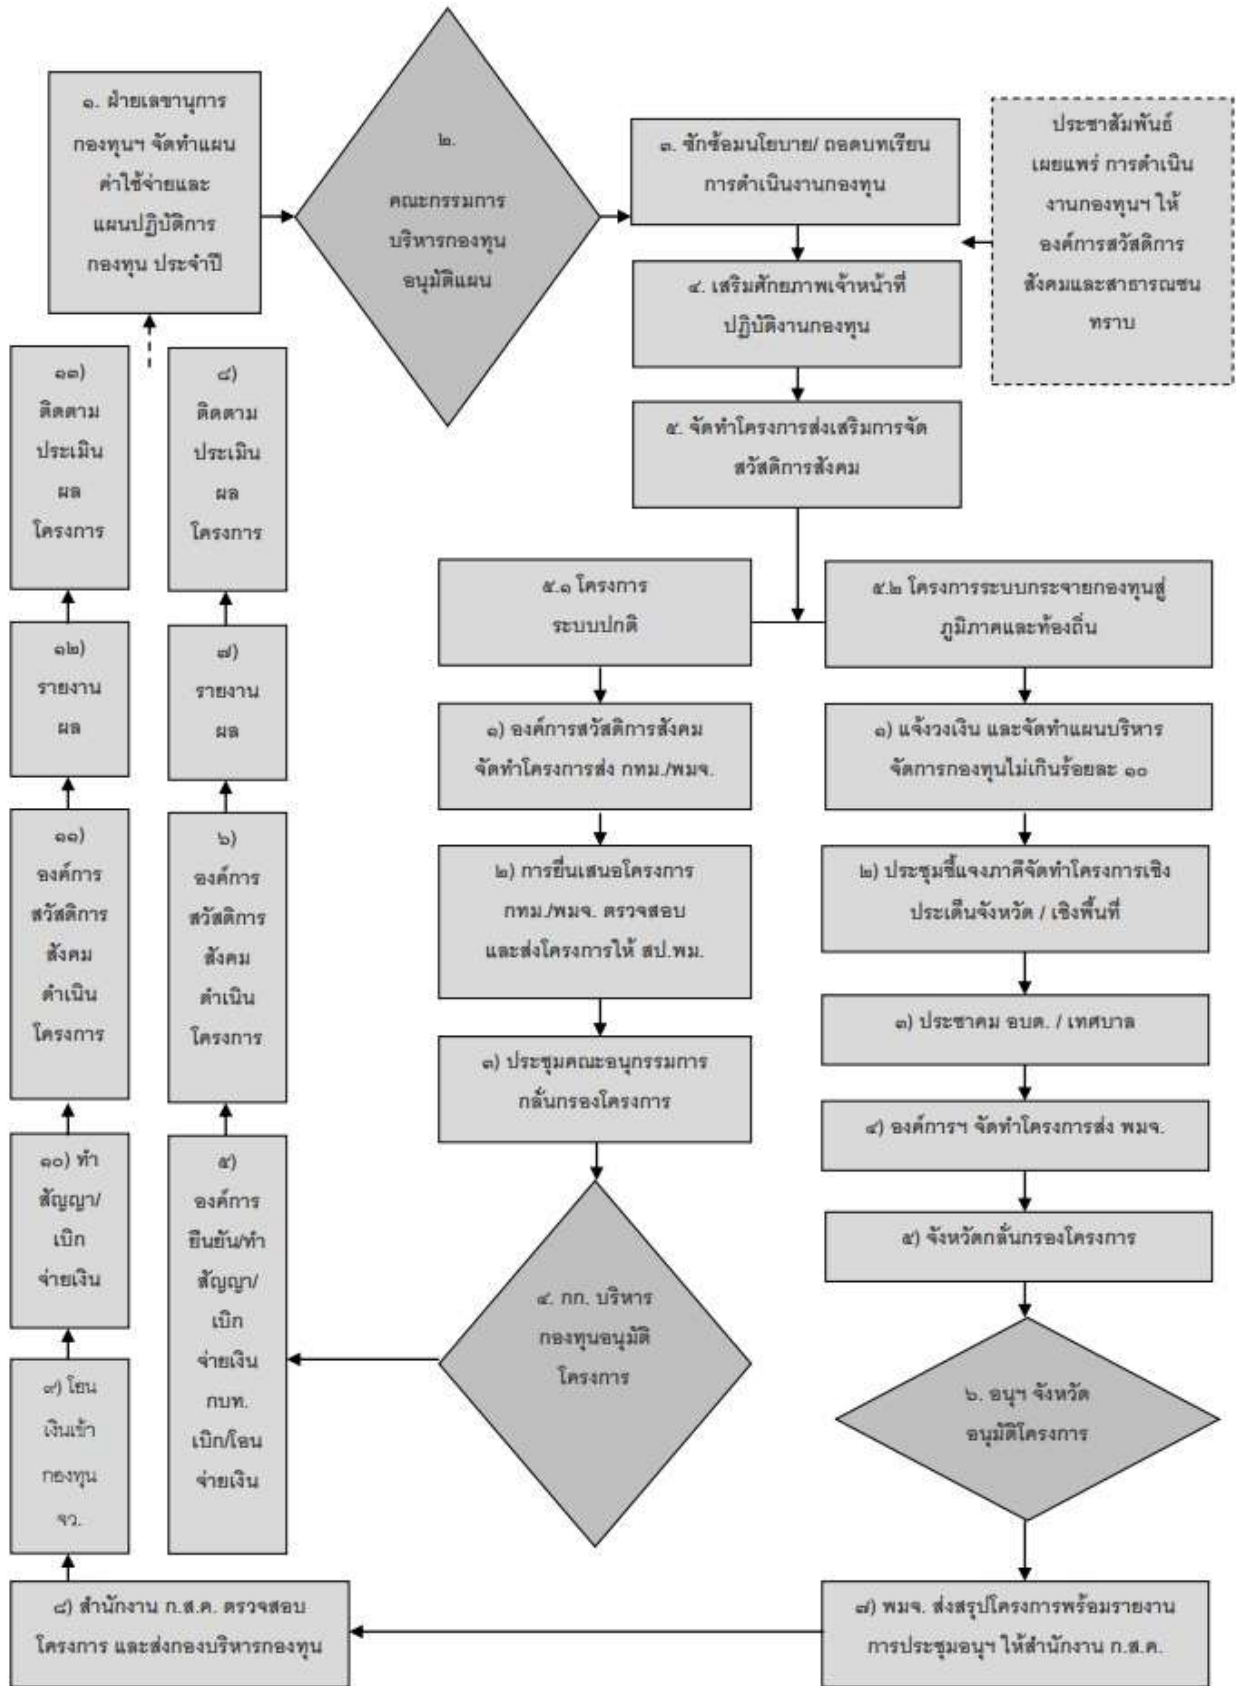 ๑. ฝ่ายเลขานุการ
กองทุนฯ จัดทำแผน
ค่าใช้จ่ายและ
แผนปฏิบัติการ
กองทุน ประจำปี
๒.
คณะกรรมการ
บริหารกองทุน
อนุมัติแผน
๓. ซักซ้อมนโยบาย/ ถอดบทเรียน
การดำเนินงานกองทุน
ประชาสัมพันธ์
เผยแพร่ การดำเนิน
งานกองทุนฯ ให้
องค์การสวัสดิการ
สังคมและสาธารณชน
ทราบ
๔. เสริมศักยภาพเจ้าหน้าที่
ปฏิบัติงานกองทุน
๕. จัดทำโครงการส่งเสริมการจัด
สวัสดิการสังคม
๕.๑ โครงการ
ระบบปกติ
๑) องค์การสวัสดิการสังคม
จัดทำโครงการส่ง กทม./พมจ.
๒) การยื่นเสนอโครงการ
กทม./พมจ. ตรวจสอบ
และส่งโครงการให้ สป.พม.
๓) ประชุมคณะอนุกรรมการ
กลั่นกรองโครงการ
๔. กก. บริหาร
กองทุนอนุมัติ
โครงการ
๕)
องค์การ
ยืนยัน/ทำ
สัญญา/
เบิก
จ่ายเงิน
กบท.
เบิก/โอน
จ่ายเงิน
๖)
องค์การ
สวัสดิการ
สังคม
ดำเนิน
โครงการ
๗)
รายงาน
ผล
๘)
ติดตาม
ประเมิน
ผล
โครงการ
๕.๒ โครงการระบบกระจายกองทุนสู่
ภูมิภาคและท้องถิ่น
๑) แจ้งวงเงิน และจัดทำแผนบริหาร
จัดการกองทุนไม่เกินร้อยละ ๑๐
๒) ประชุมชี้แจงภาคีจัดทำโครงการเชิง
ประเด็นจังหวัด / เชิงพื้นที่
๓) ประชาคม อบต. / เทศบาล
๔) องค์การฯ จัดทำโครงการส่ง พมจ.
๕) จังหวัดกลั่นกรองโครงการ
๖. อนุฯ จังหวัด
อนุมัติโครงการ
๗) พมจ. ส่งสรุปโครงการพร้อมรายงาน
การประชุมอนุฯ ให้สำนักงาน ก.ส.ค.
๘) สำนักงาน ก.ส.ค. ตรวจสอบ
โครงการ และส่งกองบริหารกองทุน
๙) โอน
เงินเข้า
กองทุน
จว.
๑๐) ทำ
สัญญา/
เบิก
จ่ายเงิน
๑๑)
องค์การ
สวัสดิการ
สังคม
ดำเนิน
โครงการ
๑๒)
รายงาน
ผล
๑๓)
ติดตาม
ประเมิน
ผล
โครงการ